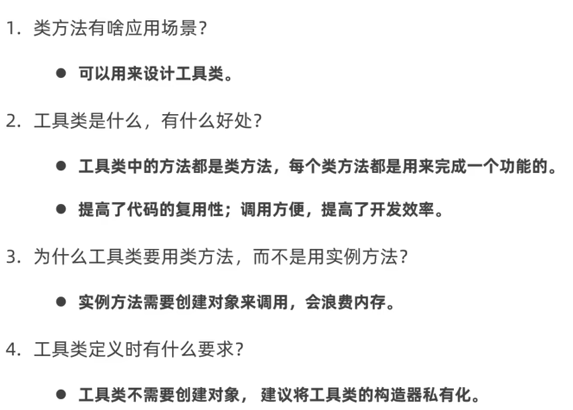 1. 类方法有啥应用场景？
● 可以用来设计工具类。
2. 工具类是什么，有什么好处？
● 工具类中的方法都是类方法，每个类方法都是用来完成一个功能的。
● 提高了代码的复用性；调用方便，提高了开发效率。
3. 为什么工具类要用类方法，而不是用实例方法？
● 实例方法需要创建对象来调用，会浪费内存。
4. 工具类定义时有什么要求？
● 工具类不需要创建对象， 建议将工具类的构造器私有化。